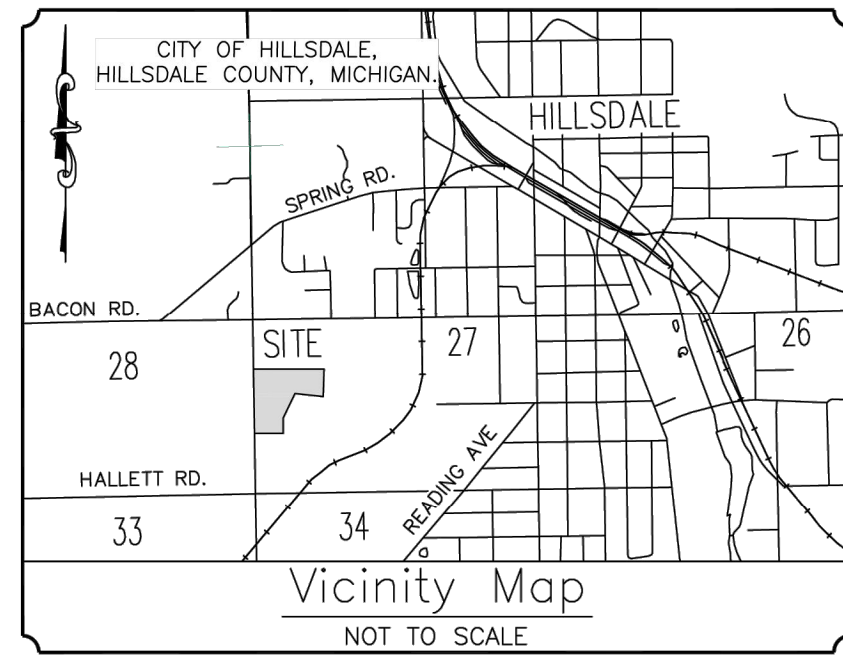 CITY OF HILLSDALE,
HILLSDALE COUNTY, MICHIGAN.
HILLSDALE
SPRING RD.
BACON RD.
28
SITE
27
26
HALLETT RD.
READING AVE
33
34
Vicinity Map
NOT TO SCALE